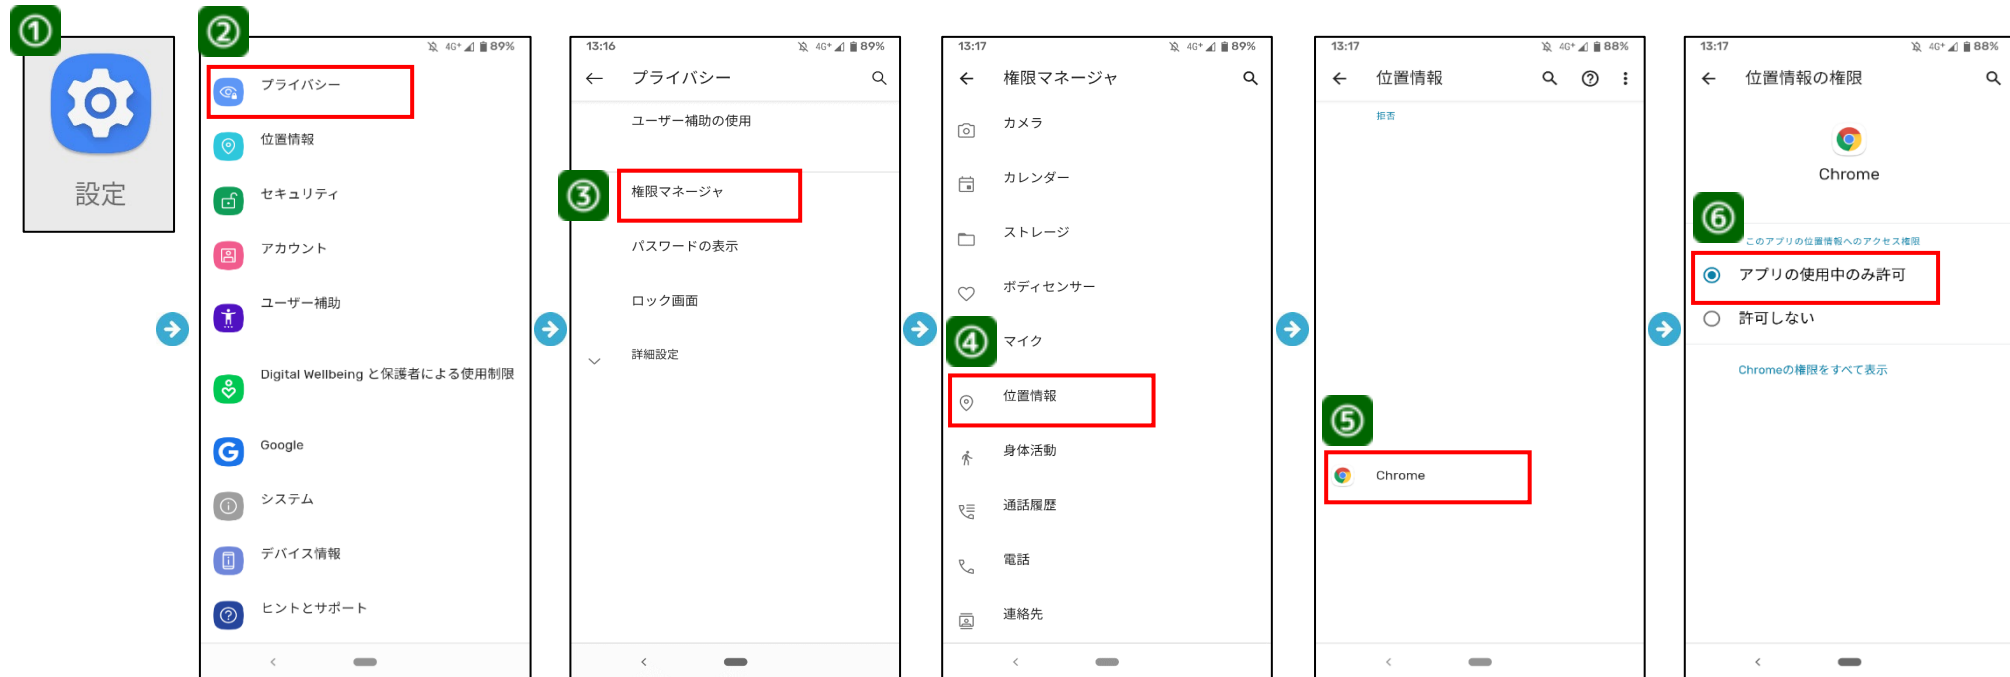 ①
設定
②
4G+ 89%
プライバシー
位置情報
セキュリティ
アカウント
ユーザー補助
Digital Wellbeing と保護者による使用制限
Google
システム
デバイス情報
ヒントとサポート
13:16 4G+ 89%
プライバシー
ユーザー補助の使用
③
権限マネージャ
パスワードの表示
ロック画面
詳細設定
13:17 4G+ 89%
権限マネージャ
カメラ
カレンダー
ストレージ
ボディセンサー
④
マイク
位置情報
身体活動
通話履歴
電話
連絡先
13:17 4G+ 88%
位置情報
拒否
⑤
Chrome
13:17 4G+ 88%
位置情報の権限
Chrome
⑥
このアプリの位置情報へのアクセス権限
アプリの使用中のみ許可
許可しない
Chromeの権限をすべて表示